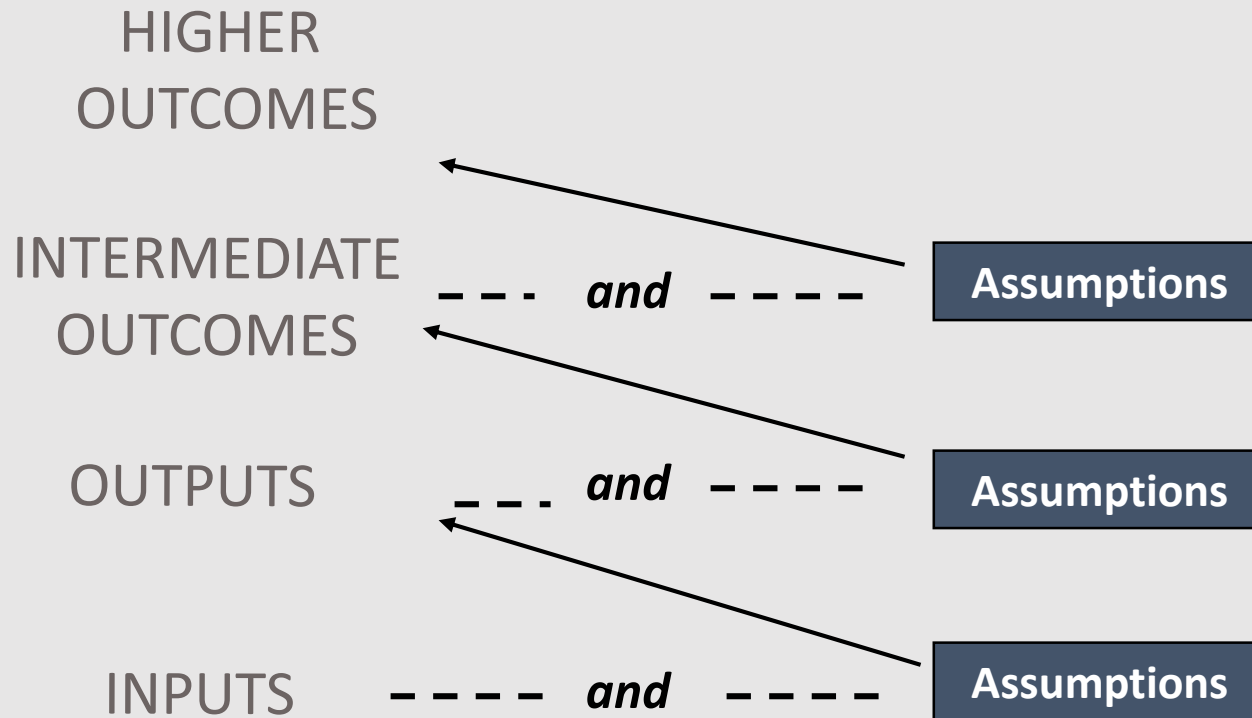 HIGHER
OUTCOMES
INTERMEDIATE
OUTCOMES
and
Assumptions
OUTPUTS
and
Assumptions
INPUTS
and
Assumptions